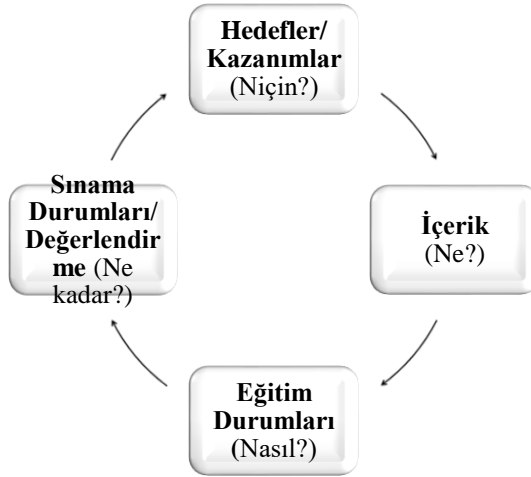 Hedefler/
Kazanımlar
(Niçin?)
İçerik
(Ne?)
Eğitim
Durumları
(Nasıl?)
Sınama
Durumları/
Değerlendir
me (Ne
kadar?)